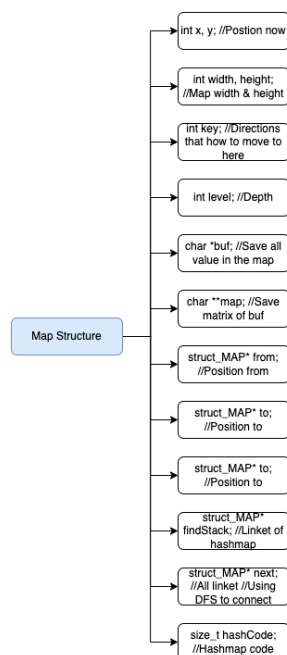 int x, y; //Postion now
int width, height;
//Map width & height
int key; //Directions
that how to move to
here
int level; //Depth
char *buf; //Save all
value in the map
char **map; //Save
matrix of buf
Map Structure
struct_MAP* from;
//Position from
struct_MAP* to;
//Position to
struct_MAP* to;
//Position to
struct_MAP*
findStack; //Linket of
hashmap
struct_MAP* next;
//All linket //Using
DFS to connect
size_t hashCode;
//Hashmap code